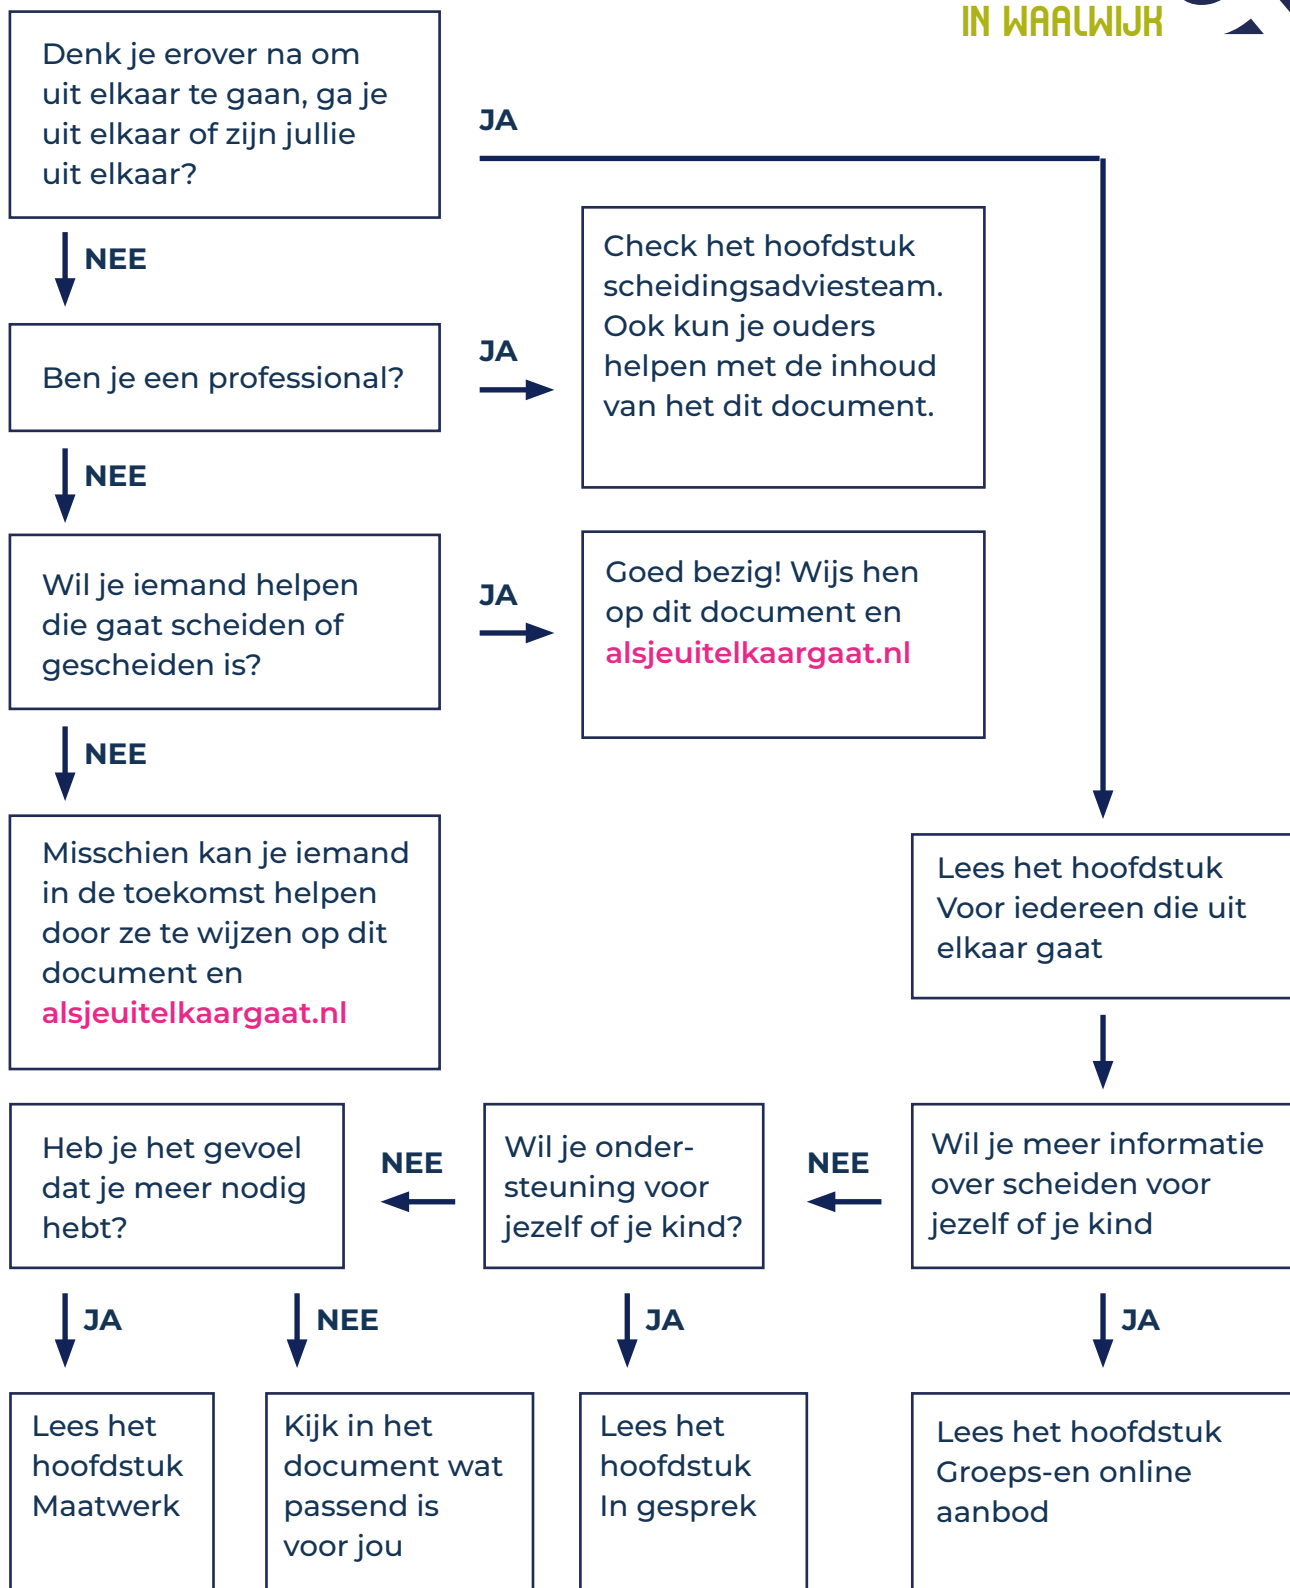 IN WAALWIJK
Denk je erover na om
uit elkaar te gaan, ga je
uit elkaar of zijn jullie
uit elkaar?
JA
NEE
Ben je een professional?
JA
Check het hoofdstuk
scheidingsadviesteam.
Ook kun je ouders
helpen met de inhoud
van het dit document.
NEE
Wil je iemand helpen
die gaat scheiden of
gescheiden is?
JA
Goed bezig! Wijs hen
op dit document en
alsjeuitelkaargaat.nl
NEE
Misschien kan je iemand
in de toekomst helpen
door ze te wijzen op dit
document en
alsjeuitelkaargaat.nl
Lees het hoofdstuk
Voor iedereen die uit
elkaar gaat
Wil je meer informatie
over scheiden voor
jezelf of je kind
NEE
Wil je onder-
steuning voor
jezelf of je kind?
NEE
Heb je het gevoel
dat je meer nodig
hebt?
JA
NEE
JA
JA
Lees het
hoofdstuk
Maatwerk
Kijk in het
document wat
passend is
voor jou
Lees het
hoofdstuk
In gesprek
Lees het hoofdstuk
Groeps-en online
aanbod